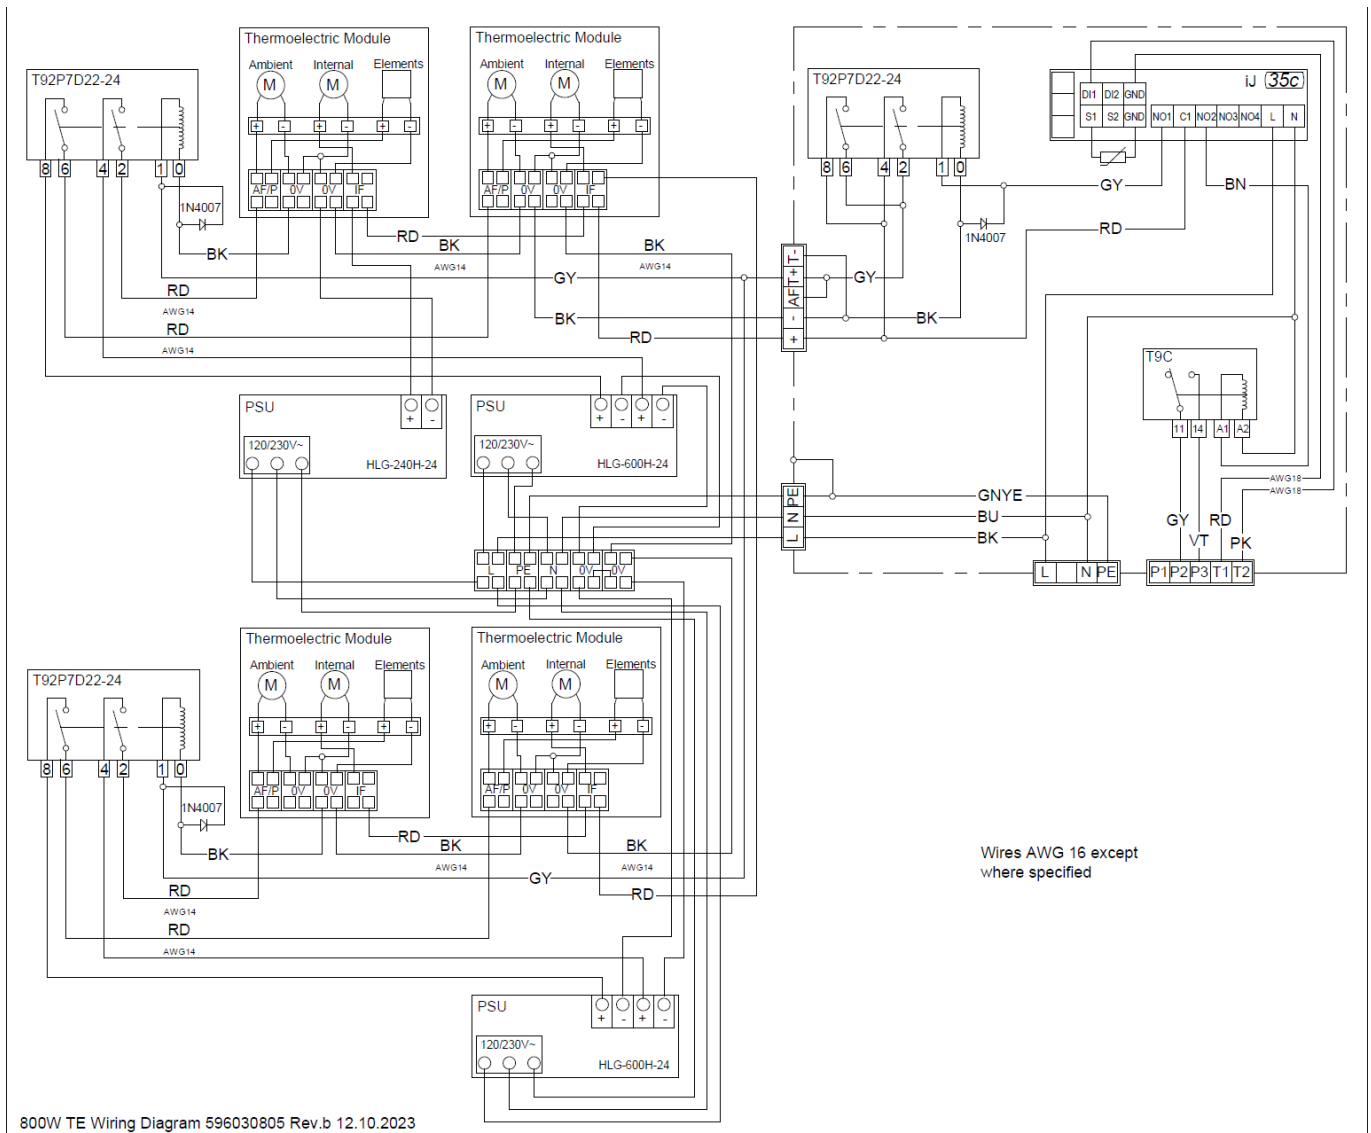 Thermoelectric Module
Ambient Internal Elements
M M
+ - + - + -
AF/P 0V 0V IF
Thermoelectric Module
Ambient Internal Elements
M M
+ - + - + -
AF/P 0V 0V IF
T92P7D22-24
8 6 4 2 1 0
1N4007
BK
RD
AWG14
RD
AWG14
RD
BK
AWG14
BK
AWG14
GY
BK
RD
T92P7D22-24
8 6 4 2 1 0
1N4007
iJ 35c
DI1 DI2 GND
S1 S2 GND
NO1 C1 NO2 NO3 NO4 L N
GY
BN
RD
T-
T+
AF
-
+
GY
BK
T9C
11 14 A1 A2
AWG18
AWG18
GY RD
VT PK
PSU
+ -
120/230V~
HLG-240H-24
PSU
+ - + -
120/230V~
HLG-600H-24
PE
N
L
GNYE
BU
BK
L N PE
P1 P2 P3 T1 T2
L PE N 0V 0V
Thermoelectric Module
Ambient Internal Elements
M M
+ - + - + -
AF/P 0V 0V IF
Thermoelectric Module
Ambient Internal Elements
M M
+ - + - + -
AF/P 0V 0V IF
T92P7D22-24
8 6 4 2 1 0
1N4007
BK
RD
AWG14
RD
AWG14
RD
BK
AWG14
BK
AWG14
GY
RD
Wires AWG 16 except
where specified
PSU
+ - + -
120/230V~
HLG-600H-24
800W TE Wiring Diagram 596030805 Rev.b 12.10.2023